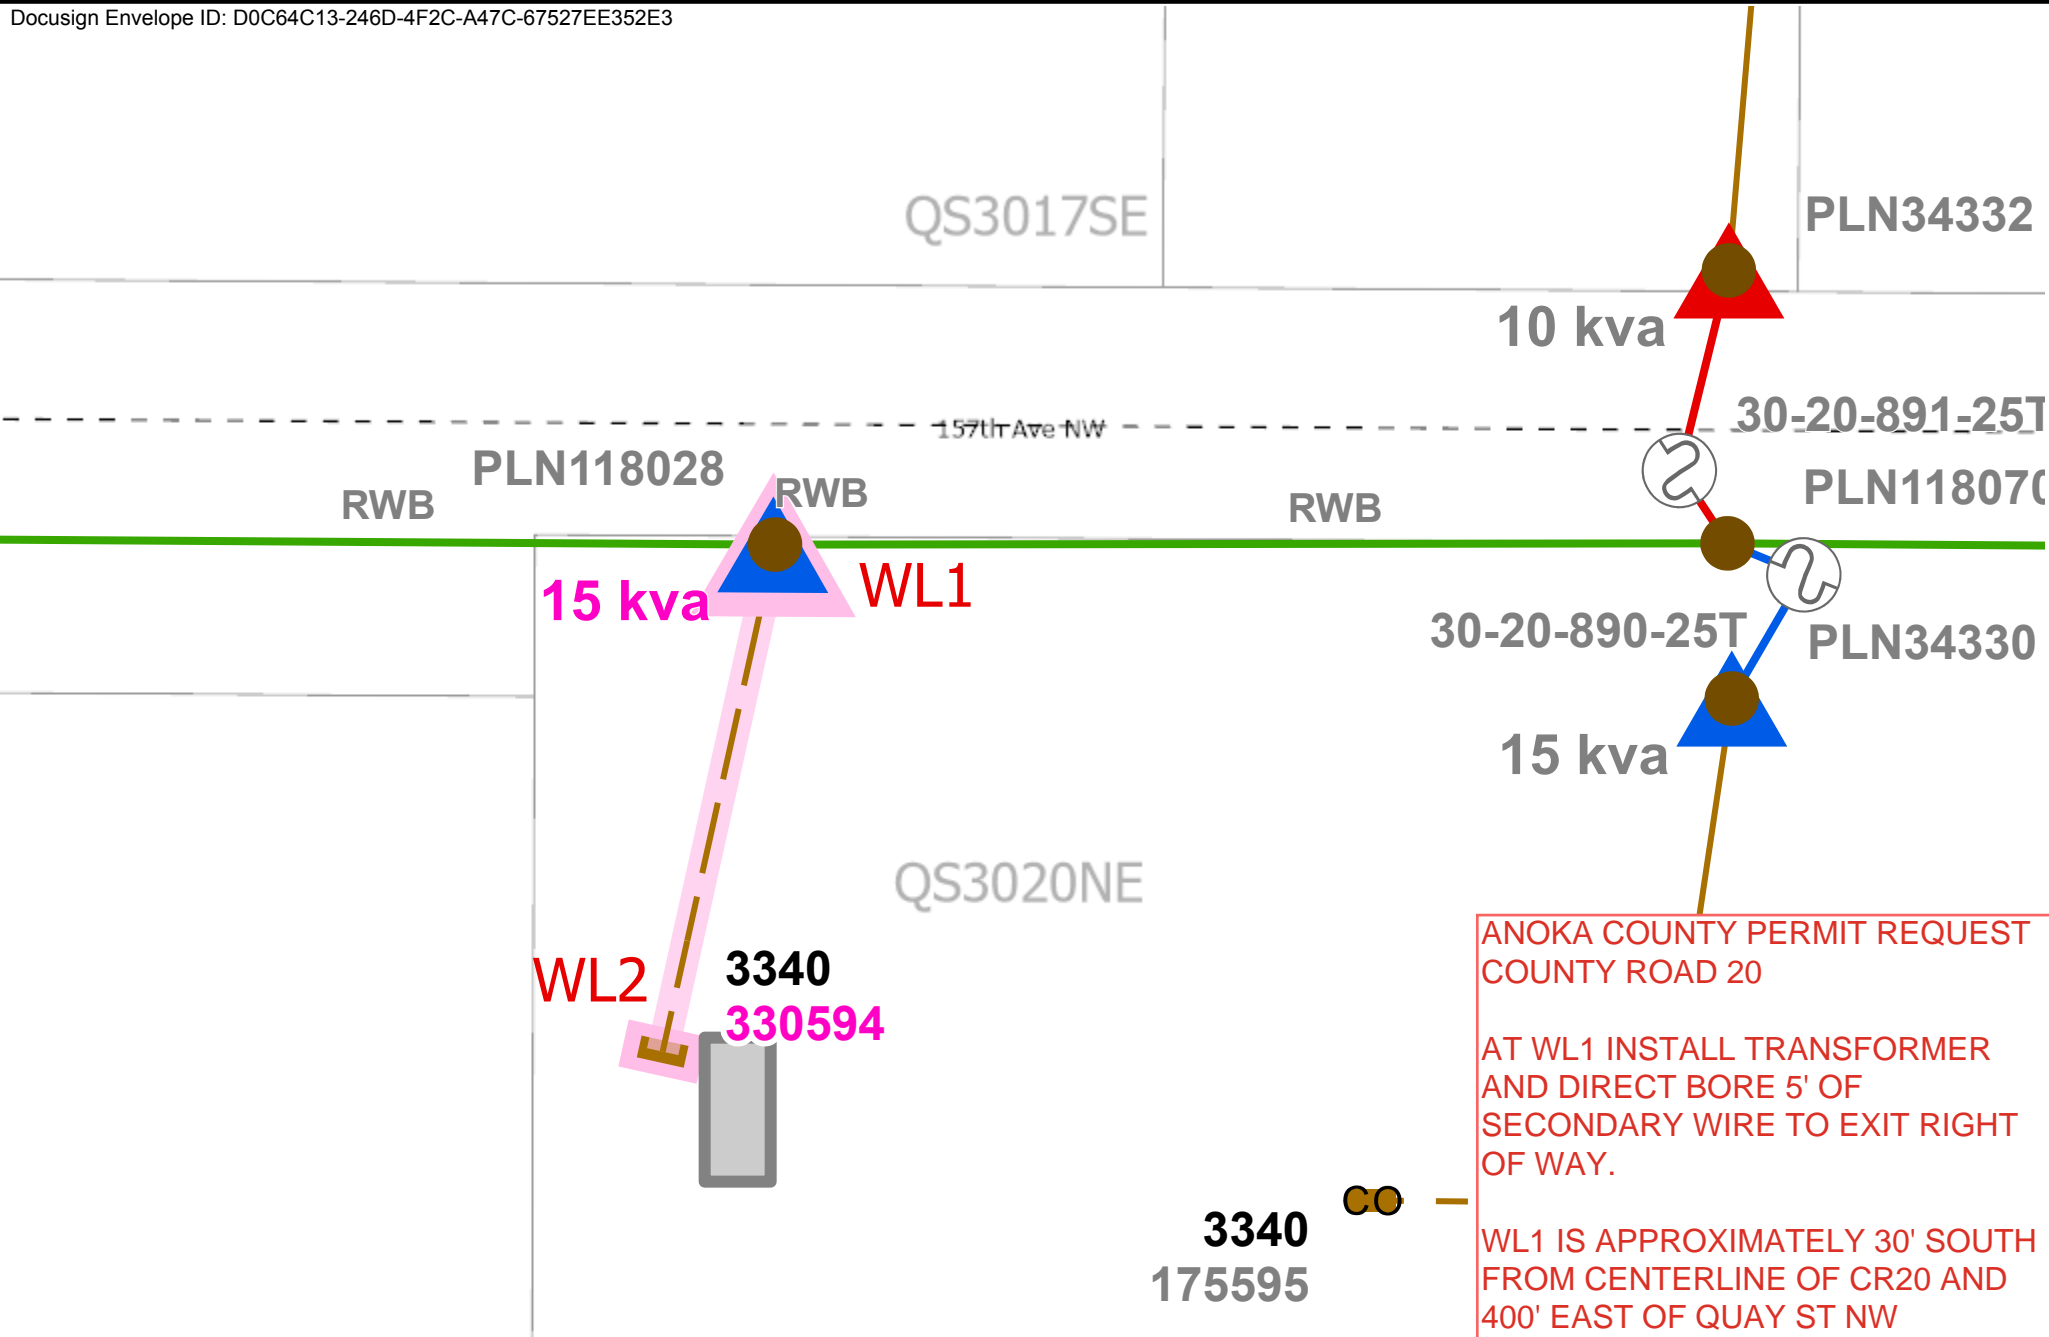 Docusign Envelope ID: D0C64C13-246D-4F2C-A47C-67527EE352E3
QS3017SE
PLN34332
10 kva
30-20-891-25T
157th Ave NW
PLN118028
RWB
RWB
RWB
PLN118070
15 kva
WL1
30-20-890-25T
PLN34330
15 kva
QS3020NE
WL2
3340
330594
CO
3340
175595
ANOKA COUNTY PERMIT REQUEST
COUNTY ROAD 20
AT WL1 INSTALL TRANSFORMER
AND DIRECT BORE 5' OF
SECONDARY WIRE TO EXIT RIGHT
OF WAY.
WL1 IS APPROXIMATELY 30' SOUTH
FROM CENTERLINE OF CR20 AND
400' EAST OF QUAY ST NW